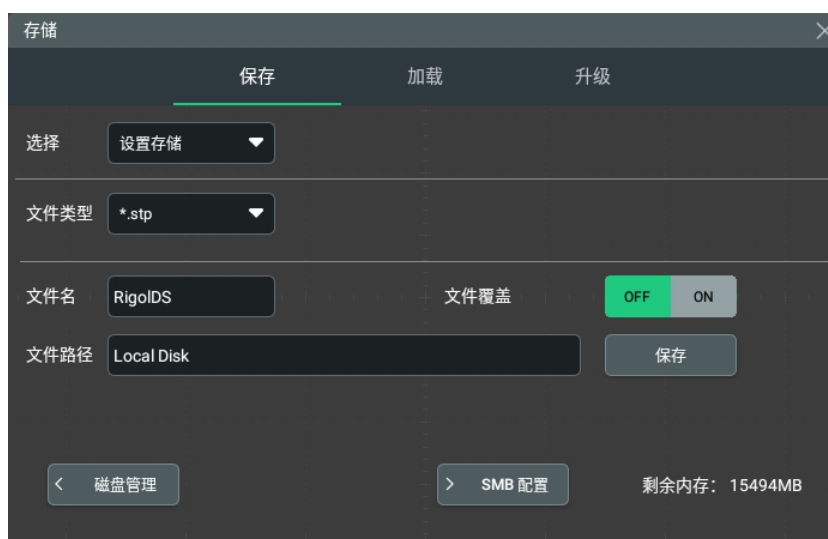 存储
保存 加载 升级
选择 设置存储
文件类型 *.stp
文件名 RigolDS 文件覆盖 OFF ON
文件路径 Local Disk 保存
< 磁盘管理 > SMB 配置 剩余内存： 15494MB